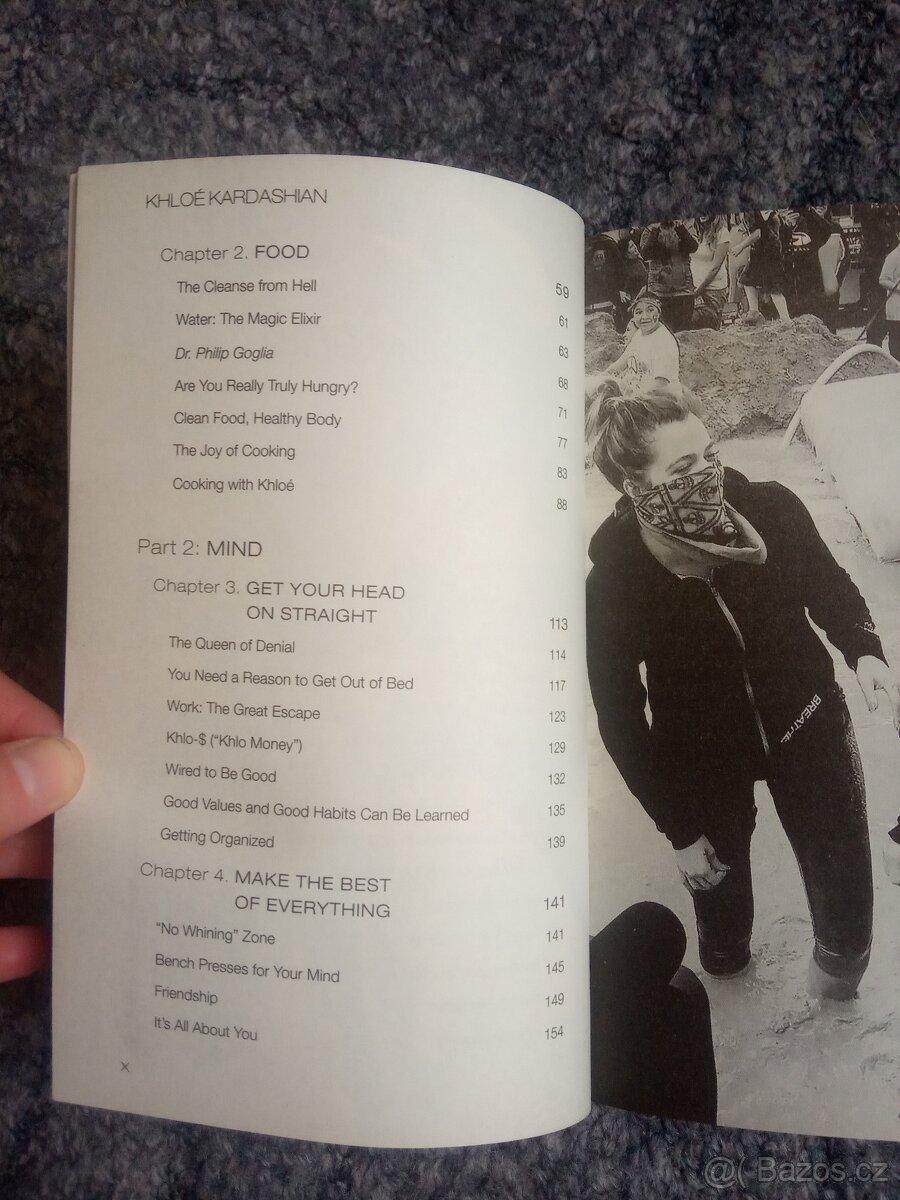 KHLOÉ KARDASHIAN
Chapter 2. FOOD 59
The Cleanse from Hell 61
Water: The Magic Elixir 63
Dr. Philip Goglia 68
Are You Really Truly Hungry? 71
Clean Food, Healthy Body 77
The Joy of Cooking 83
Cooking with Khloé 88
Part 2: MIND
Chapter 3. GET YOUR HEAD
ON STRAIGHT 113
The Queen of Denial 114
You Need a Reason to Get Out of Bed 117
Work: The Great Escape 123
Khlo-$ ("Khlo Money") 129
Wired to Be Good 132
Good Values and Good Habits Can Be Learned 135
Getting Organized 139
Chapter 4. MAKE THE BEST
OF EVERYTHING 141
"No Whining" Zone 141
Bench Presses for Your Mind 145
Friendship 149
It's All About You 154
x
BREATHE
@( Bazos.cz